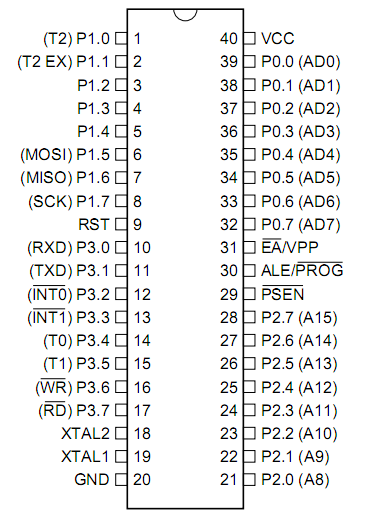 (T2) P1.0 1 40 VCC
(T2 EX) P1.1 2 39 P0.0 (AD0)
P1.2 3 38 P0.1 (AD1)
P1.3 4 37 P0.2 (AD2)
P1.4 5 36 P0.3 (AD3)
(MOSI) P1.5 6 35 P0.4 (AD4)
(MISO) P1.6 7 34 P0.5 (AD5)
(SCK) P1.7 8 33 P0.6 (AD6)
RST 9 32 P0.7 (AD7)
(RXD) P3.0 10 31 E̅A̅/VPP
(TXD) P3.1 11 30 ALE/P̅R̅O̅G̅
(I̅N̅T̅0̅) P3.2 12 29 P̅S̅E̅N̅
(I̅N̅T̅1̅) P3.3 13 28 P2.7 (A15)
(T0) P3.4 14 27 P2.6 (A14)
(T1) P3.5 15 26 P2.5 (A13)
(W̅R̅) P3.6 16 25 P2.4 (A12)
(R̅D̅) P3.7 17 24 P2.3 (A11)
XTAL2 18 23 P2.2 (A10)
XTAL1 19 22 P2.1 (A9)
GND 20 21 P2.0 (A8)